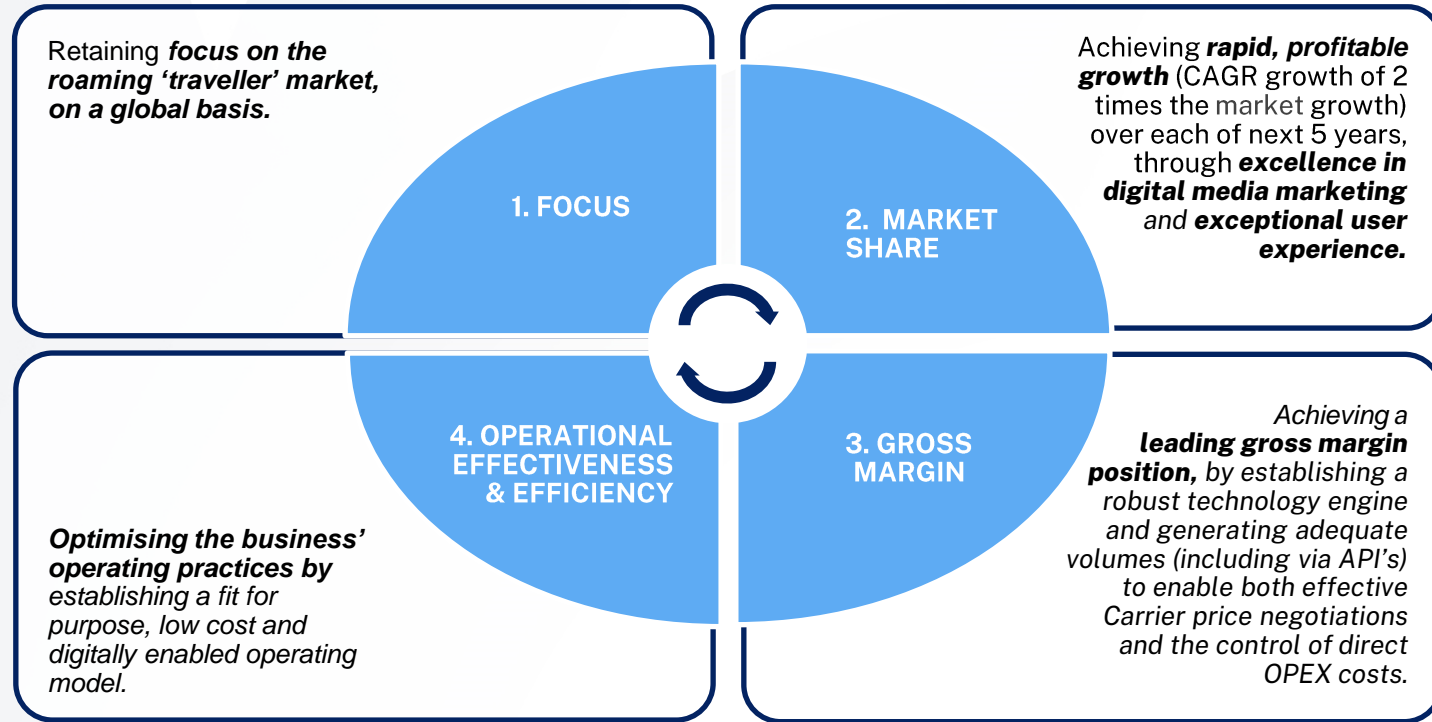 Retaining focus on the
roaming ‘traveller’ market,
on a global basis.
1. FOCUS
Achieving rapid, profitable
growth (CAGR growth of 2
times the market growth)
over each of next 5 years,
through excellence in
digital media marketing
and exceptional user
experience.
2. MARKET
SHARE
4. OPERATIONAL
EFFECTIVENESS
& EFFICIENCY
Optimising the business’
operating practices by
establishing a fit for
purpose, low cost and
digitally enabled operating
model.
3. GROSS
MARGIN
Achieving a
leading gross margin
position, by establishing a
robust technology engine
and generating adequate
volumes (including via API’s)
to enable both effective
Carrier price negotiations
and the control of direct
OPEX costs.